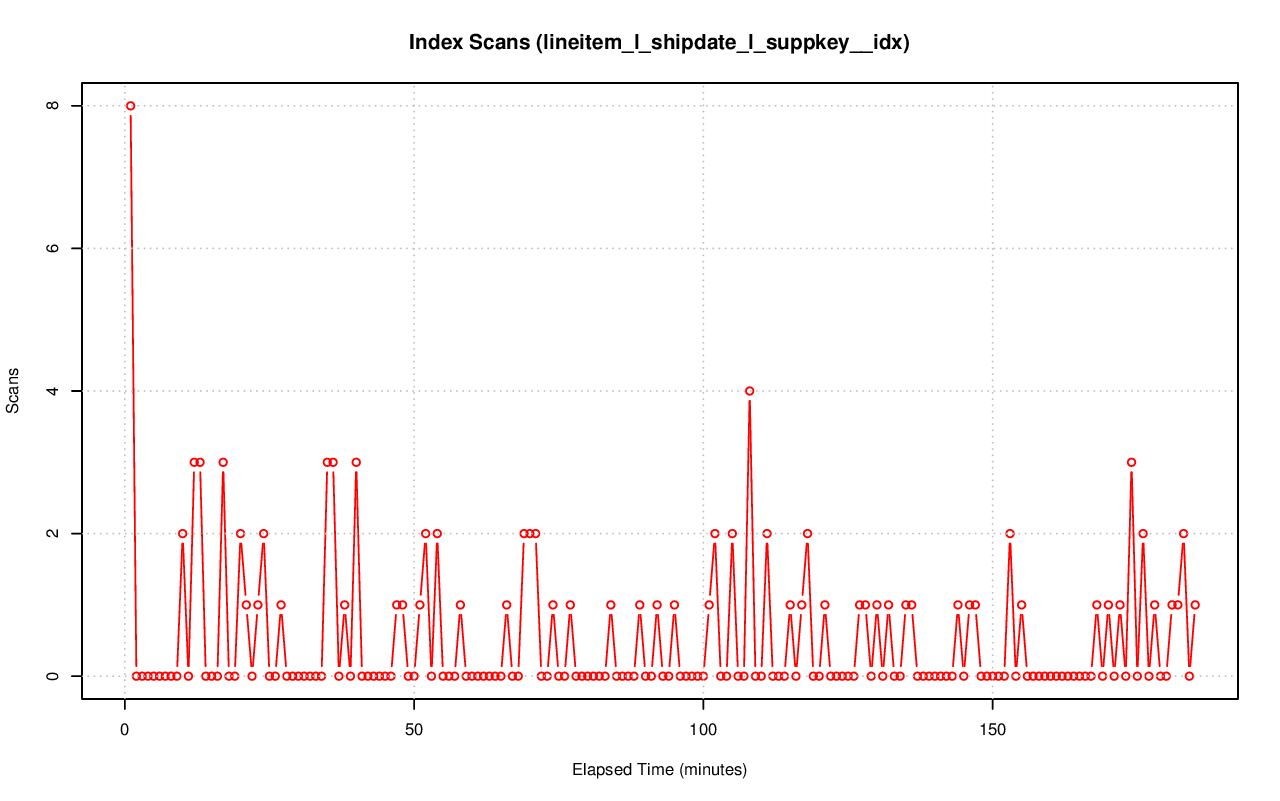 Index Scans (lineitem_l_shipdate_l_suppkey__idx)
8
6
4
2
0
Scans
0 50 100 150
Elapsed Time (minutes)